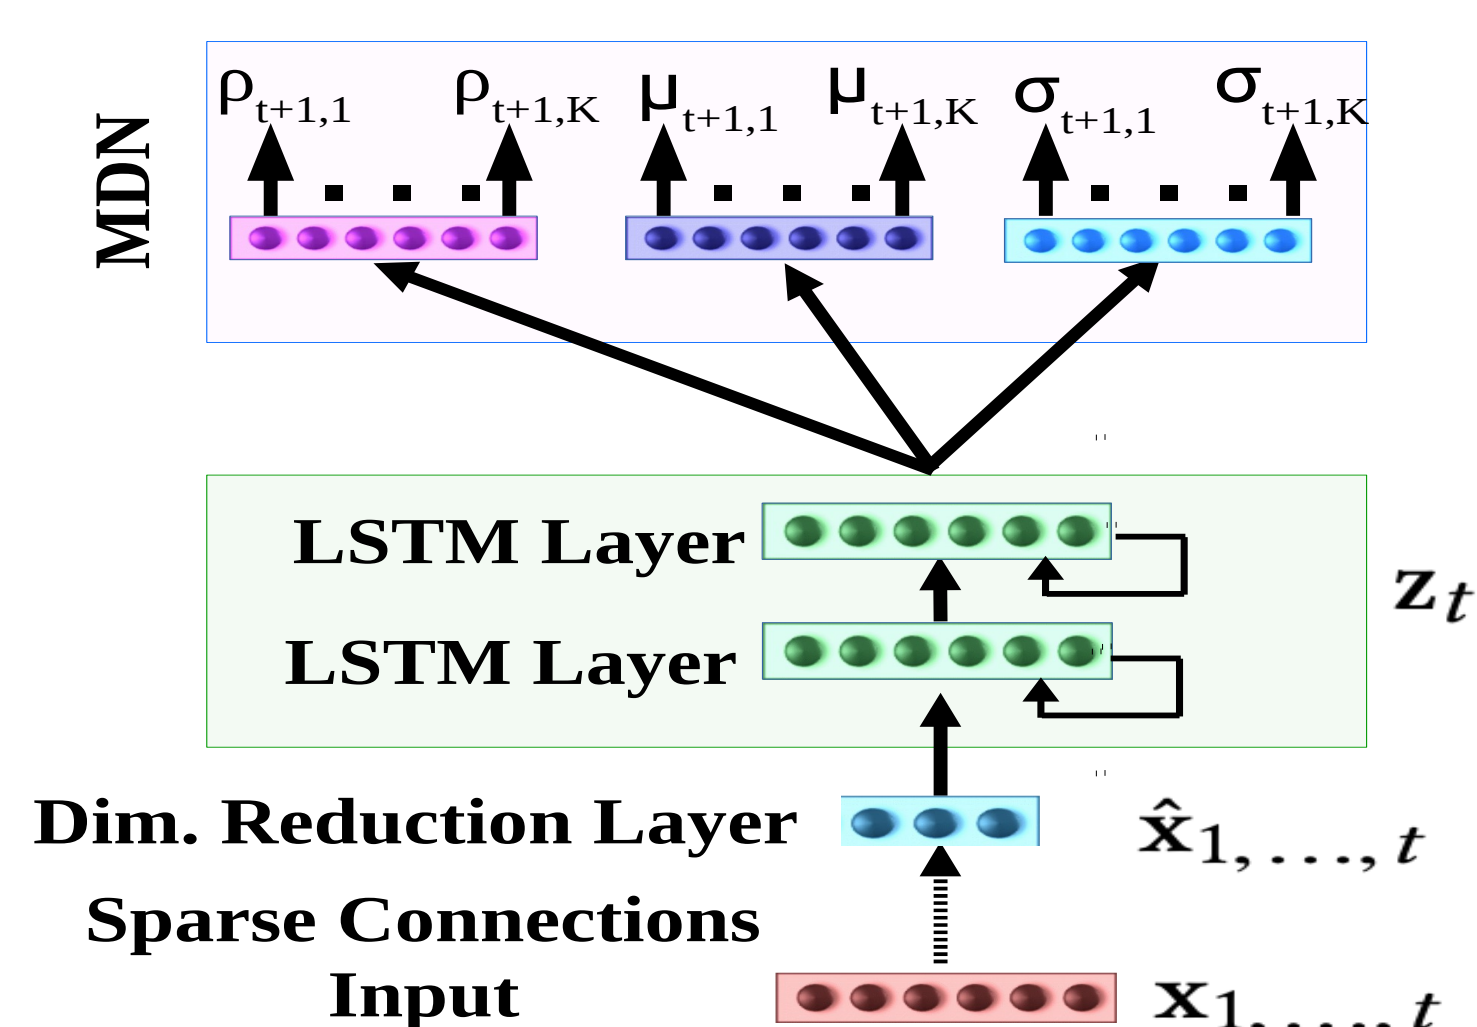 ρt+1,1 ρt+1,K μt+1,1 μt+1,K σt+1,1 σt+1,K
MDN
LSTM Layer
LSTM Layer
zt
Dim. Reduction Layer x̂1,...,t
Sparse Connections
Input x1,...,t